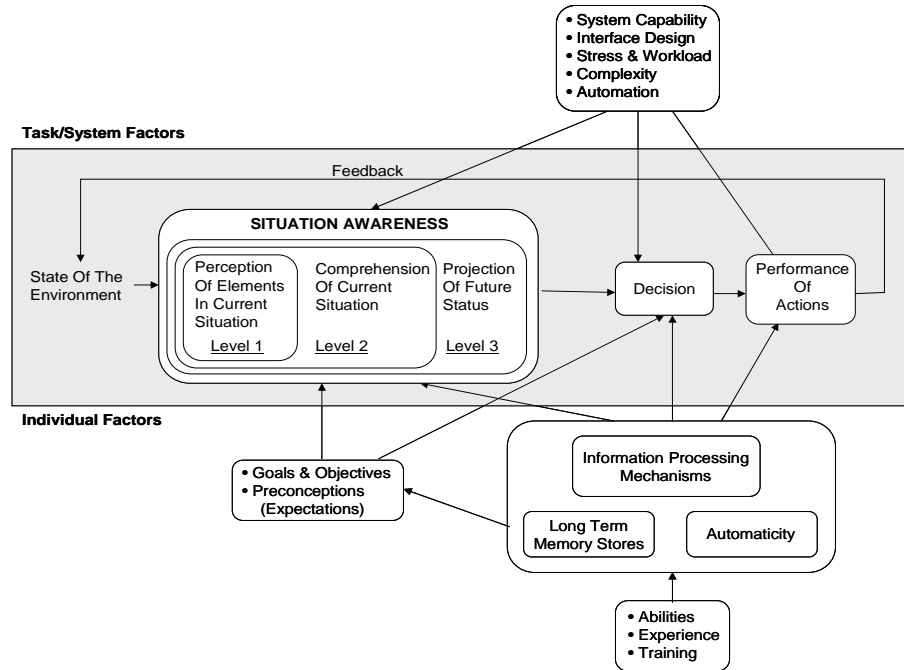 • System Capability
• Interface Design
• Stress & Workload
• Complexity
• Automation
Task/System Factors
Feedback
SITUATION AWARENESS
State Of The
Environment
Perception
Of Elements
In Current
Situation
Level 1
Comprehension
Of Current
Situation
Level 2
Projection
Of Future
Status
Level 3
Decision
Performance
Of
Actions
Individual Factors
• Goals & Objectives
• Preconceptions
(Expectations)
Information Processing
Mechanisms
Long Term
Memory Stores
Automaticity
• Abilities
• Experience
• Training